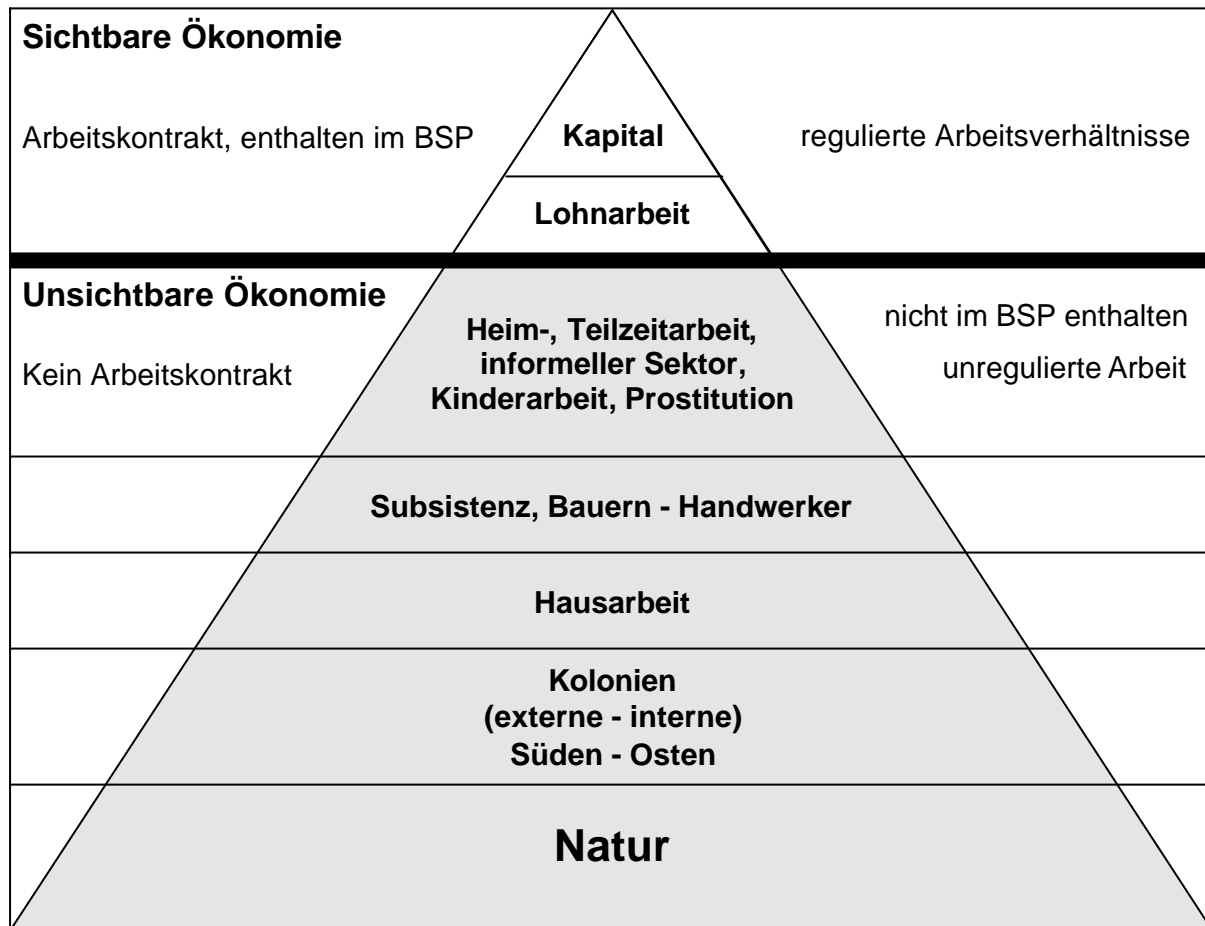 Sichtbare Ökonomie
Arbeitskontrakt, enthalten im BSP
Kapital
regulierte Arbeitsverhältnisse
Lohnarbeit
Unsichtbare Ökonomie
Kein Arbeitskontrakt
Heim-, Teilzeitarbeit,
informeller Sektor,
Kinderarbeit, Prostitution
nicht im BSP enthalten
unregulierte Arbeit
Subsistenz, Bauern - Handwerker
Hausarbeit
Kolonien
(externe - interne)
Süden - Osten
Natur